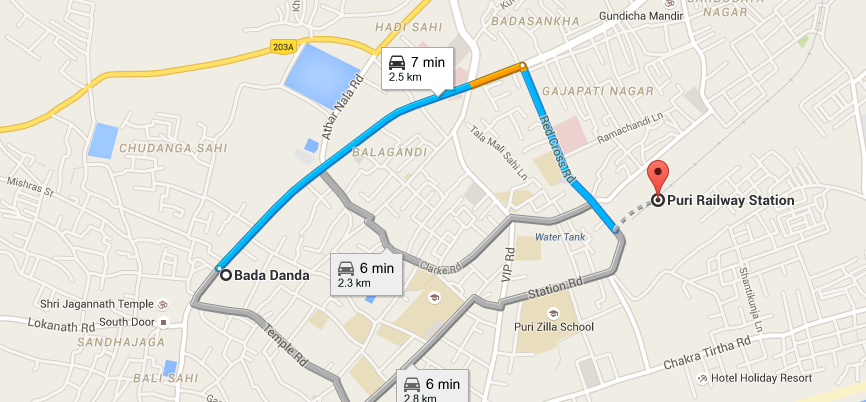 SARBODAYA
NAGAR
Gundicha Mandir
BADASANKHA
HADI SAHI
203A
7 min
2.5 km
GAJAPATI NAGAR
Athar Nala Rd
Red Cross Rd
Ramachandi Ln
Tala Mali Sahi Ln
CHUDANGA SAHI
BALAGANDI
Mishras St
Puri Railway Station
Water Tank
VIP Rd
Clarke Rd
6 min
2.3 km
Bada Danda
Station Rd
Shantikunja Ln
Shri Jagannath Temple
South Door
Lokanath Rd
SANDHAJAGA
Temple Rd
Puri Zilla School
Chakra Tirtha Rd
BALI SAHI
Hotel Holiday Resort
6 min
2.8 km